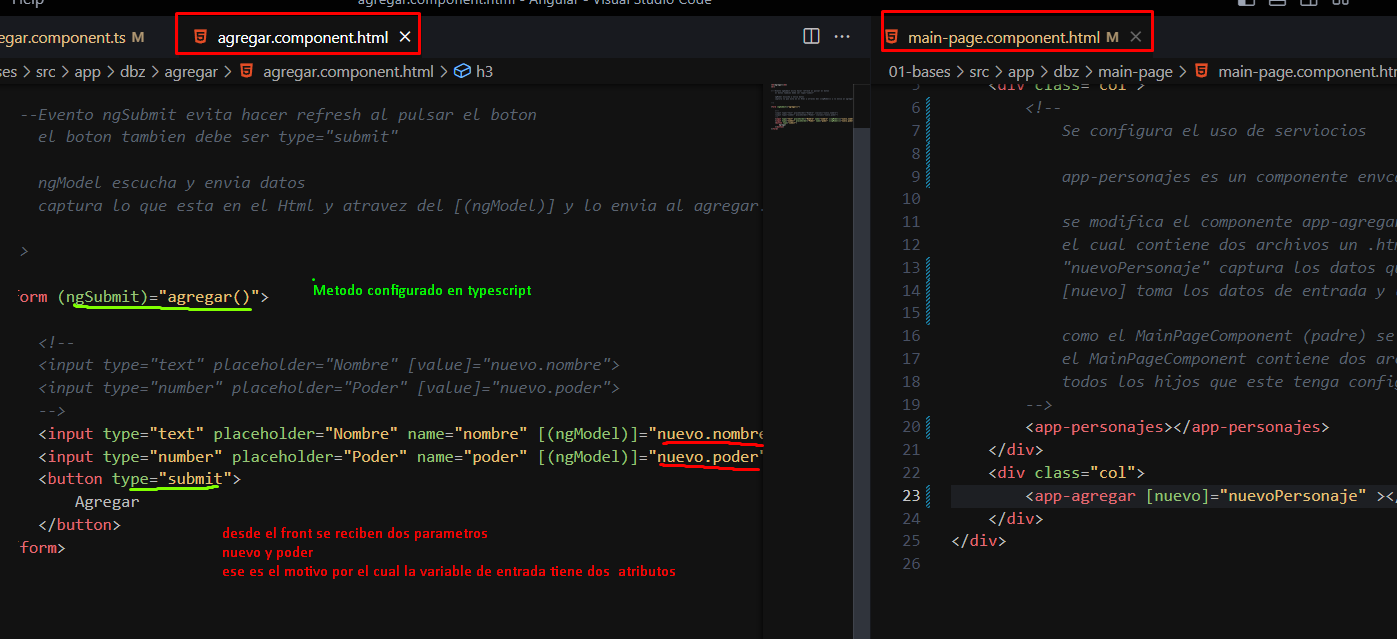 Help
agregar.component.html - Angular - Visual Studio Code
egar.component.ts M
agregar.component.html
ses > src > app > dbz > agregar > agregar.component.html > h3
--Evento ngSubmit evita hacer refresh al pulsar el boton
el boton tambien debe ser type="submit"
ngModel escucha y envia datos
captura lo que esta en el Html y atravez del [(ngModel)] y lo envia al agregar.
>
form (ngSubmit)="agregar()">
Metodo configurado en typescript
<!--
<input type="text" placeholder="Nombre" [value]="nuevo.nombre">
<input type="number" placeholder="Poder" [value]="nuevo.poder">
-->
<input type="text" placeholder="Nombre" name="nombre" [(ngModel)]="nuevo.nombre
<input type="number" placeholder="Poder" name="poder" [(ngModel)]="nuevo.poder"
<button type="submit">
Agregar
</button>
form>
desde el front se reciben dos parametros
nuevo y poder
ese es el motivo por el cual la variable de entrada tiene dos atributos
main-page.component.html M
01-bases > src > app > dbz > main-page > main-page.component.htm
5 <div class="col">
6 <!--
7 Se configura el uso de serviocios
8
9 app-personajes es un componente envc
10
11 se modifica el componente app-agregar
12 el cual contiene dos archivos un .htm
13 "nuevoPersonaje" captura los datos qu
14 [nuevo] toma los datos de entrada y
15
16 como el MainPageComponent (padre) se
17 el MainPageComponent contiene dos arc
18 todos los hijos que este tenga config
19 -->
20 <app-personajes></app-personajes>
21 </div>
22 <div class="col">
23 <app-agregar [nuevo]="nuevoPersonaje" ></
24 </div>
25 </div>
26